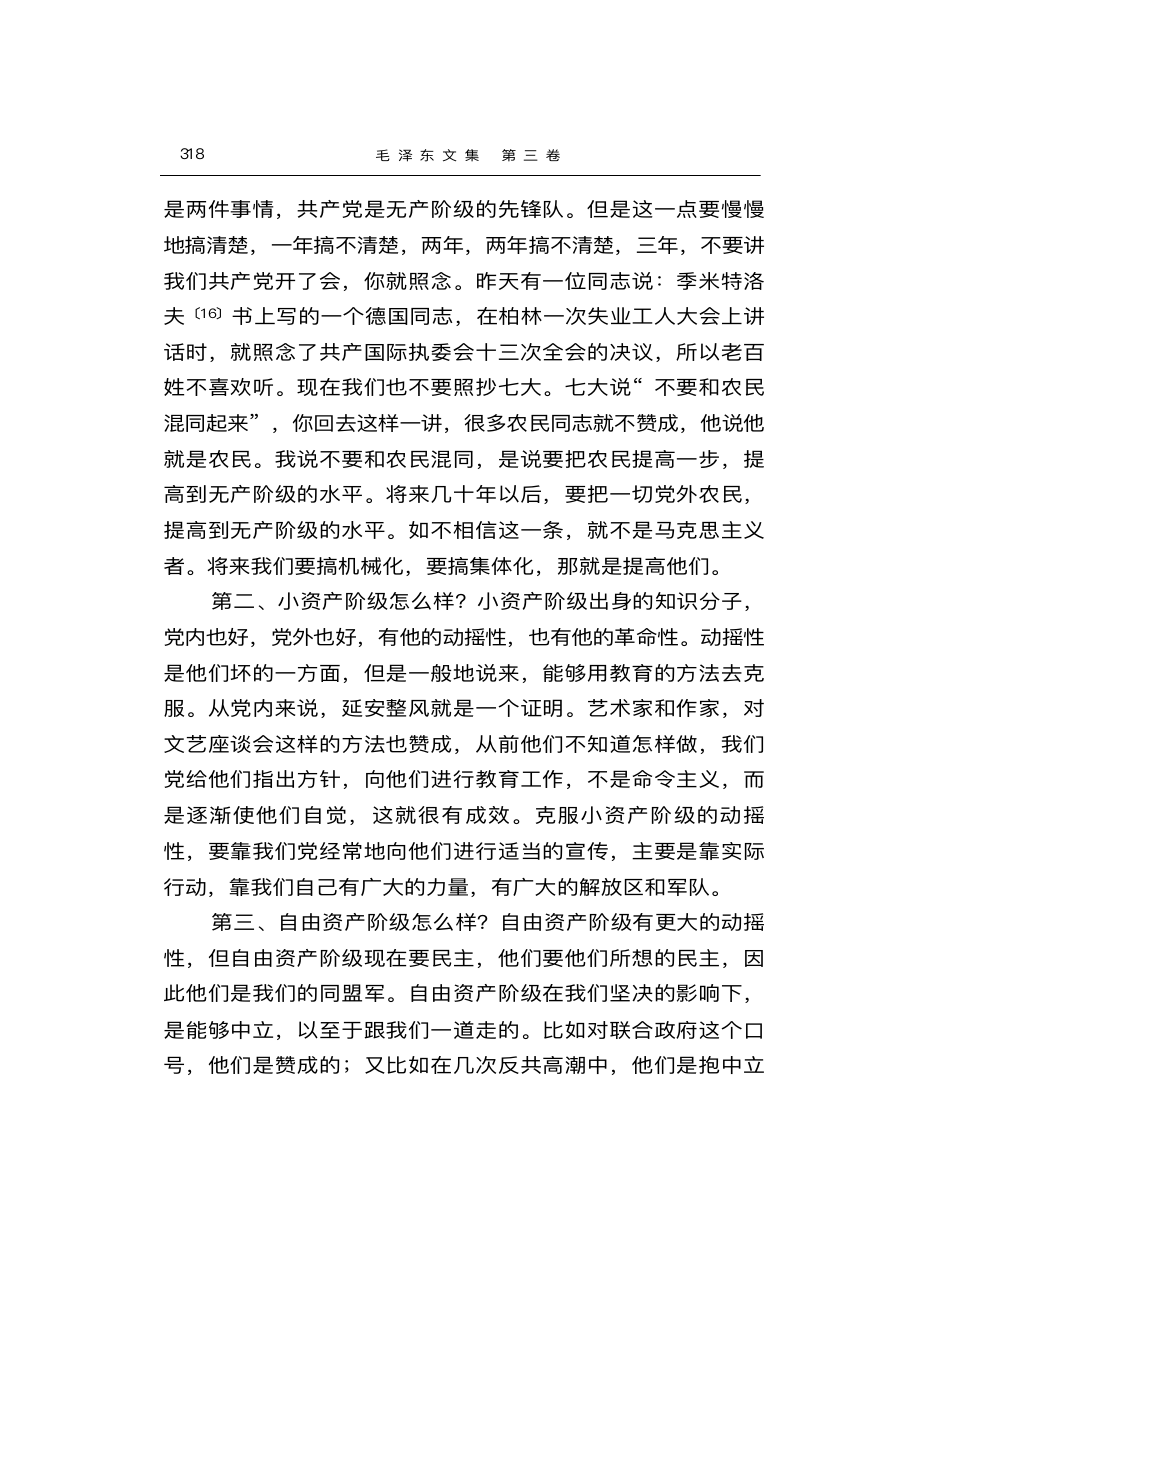 318 毛泽东文集 第三卷
是两件事情，共产党是无产阶级的先锋队。但是这一点要慢慢
地搞清楚，一年搞不清楚，两年，两年搞不清楚，三年，不要讲
我们共产党开了会，你就照念。昨天有一位同志说：季米特洛
夫〔16〕书上写的一个德国同志，在柏林一次失业工人大会上讲
话时，就照念了共产国际执委会十三次全会的决议，所以老百
姓不喜欢听。现在我们也不要照抄七大。七大说“不要和农民
混同起来”，你回去这样一讲，很多农民同志就不赞成，他说他
就是农民。我说不要和农民混同，是说要把农民提高一步，提
高到无产阶级的水平。将来几十年以后，要把一切党外农民，
提高到无产阶级的水平。如不相信这一条，就不是马克思主义
者。将来我们要搞机械化，要搞集体化，那就是提高他们。
第二、小资产阶级怎么样？小资产阶级出身的知识分子，
党内也好，党外也好，有他的动摇性，也有他的革命性。动摇性
是他们坏的一方面，但是一般地说来，能够用教育的方法去克
服。从党内来说，延安整风就是一个证明。艺术家和作家，对
文艺座谈会这样的方法也赞成，从前他们不知道怎样做，我们
党给他们指出方针，向他们进行教育工作，不是命令主义，而
是逐渐使他们自觉，这就很有成效。克服小资产阶级的动摇
性，要靠我们党经常地向他们进行适当的宣传，主要是靠实际
行动，靠我们自己有广大的力量，有广大的解放区和军队。
第三、自由资产阶级怎么样？自由资产阶级有更大的动摇
性，但自由资产阶级现在要民主，他们要他们所想的民主，因
此他们是我们的同盟军。自由资产阶级在我们坚决的影响下，
是能够中立，以至于跟我们一道走的。比如对联合政府这个口
号，他们是赞成的；又比如在几次反共高潮中，他们是抱中立